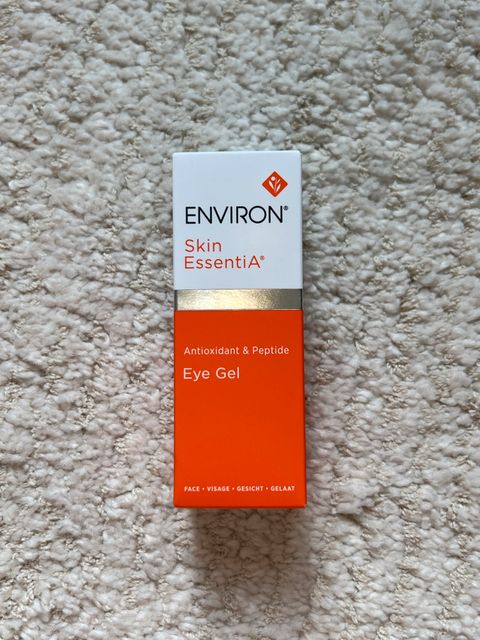 ENVIRON®
Skin
EssentiA®
Antioxidant & Peptide
Eye Gel
FACE • VISAGE • GESICHT • GELAAT